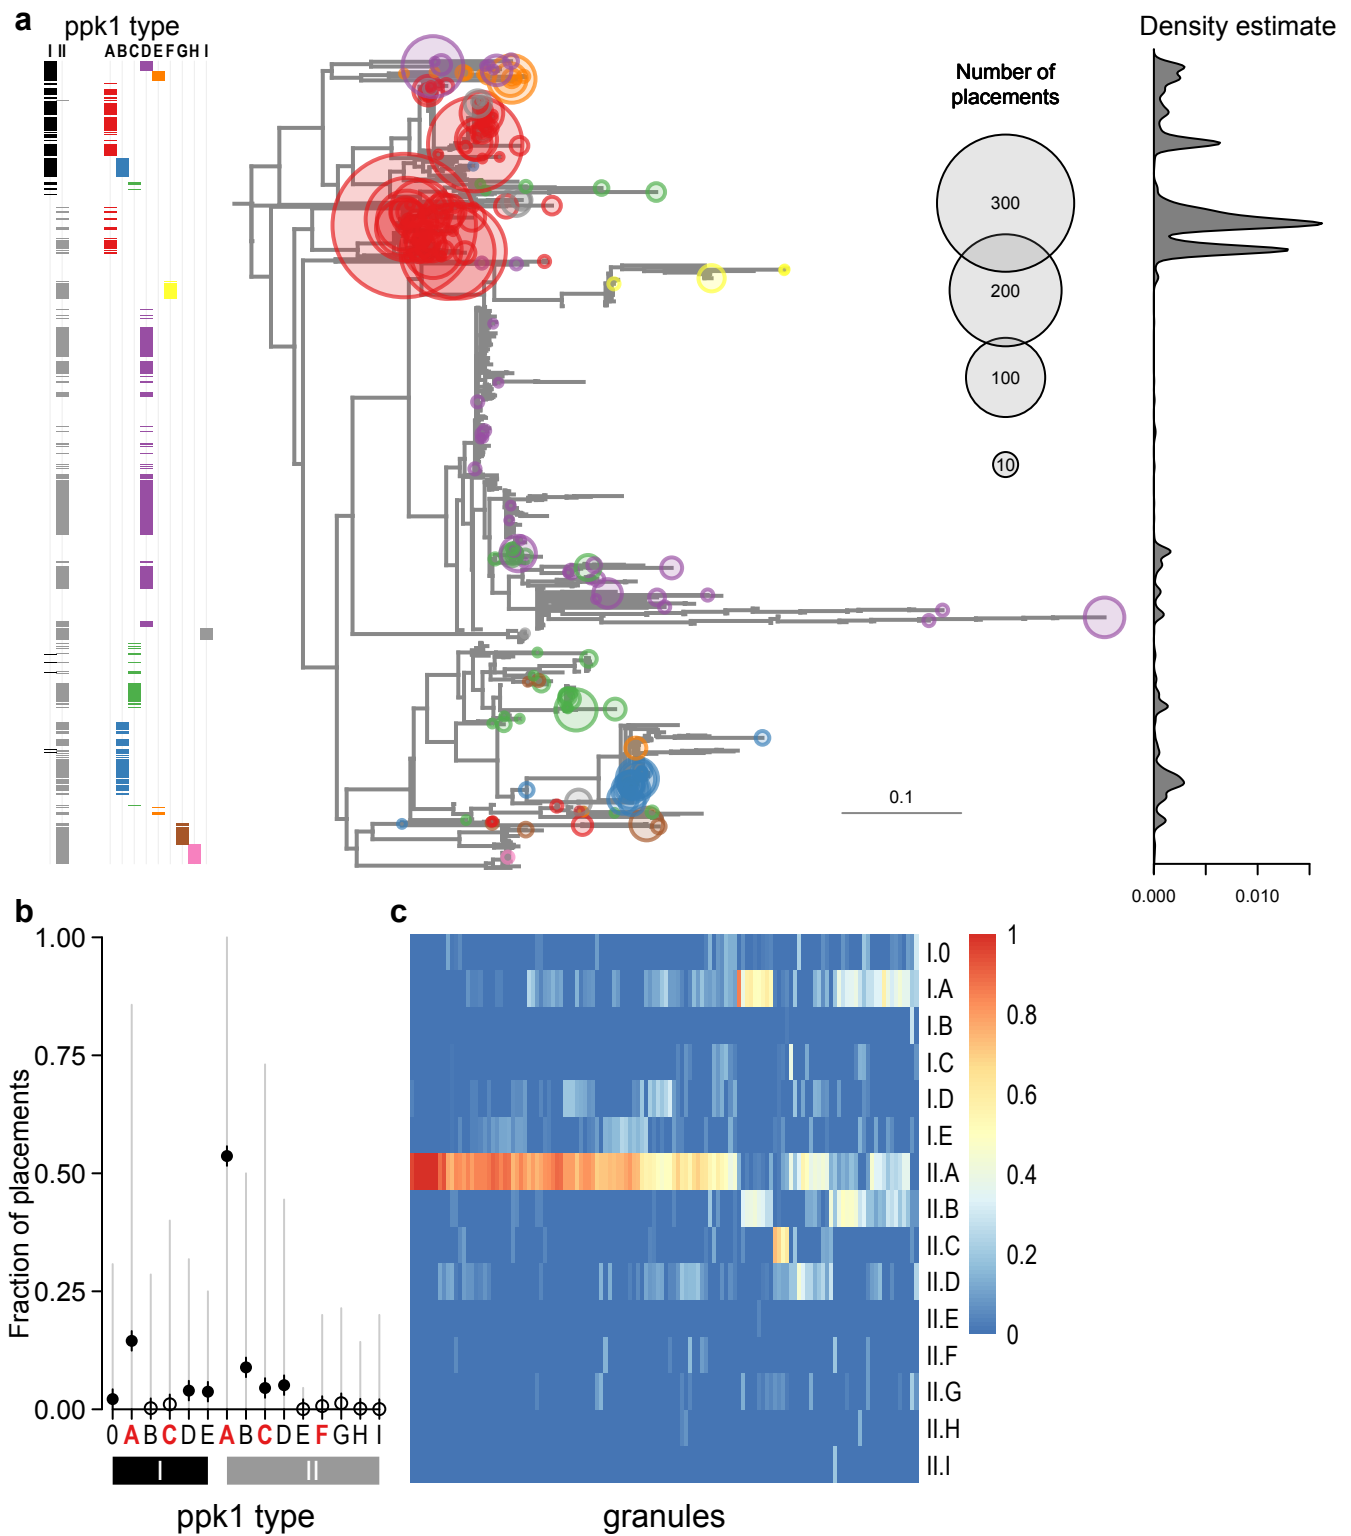 a
ppk1 type
I II A B C D E F G H I
Density estimate
Number of
placements
300
200
100
10
0.1
0.000 0.010
b
Fraction of placements
1.00
0.75
0.50
0.25
0.00
0 A B C D E A B C D E F G H I
I II
ppk1 type
c
I.0
I.A
I.B
I.C
I.D
I.E
II.A
II.B
II.C
II.D
II.E
II.F
II.G
II.H
II.I
1
0.8
0.6
0.4
0.2
0
granules